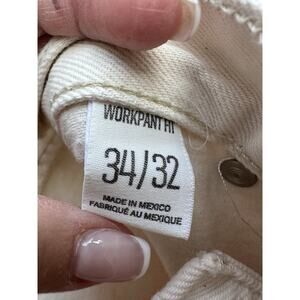 WORKPANT HI
34/32
MADE IN MEXICO
FABRIQUÉ AU MEXIQUE